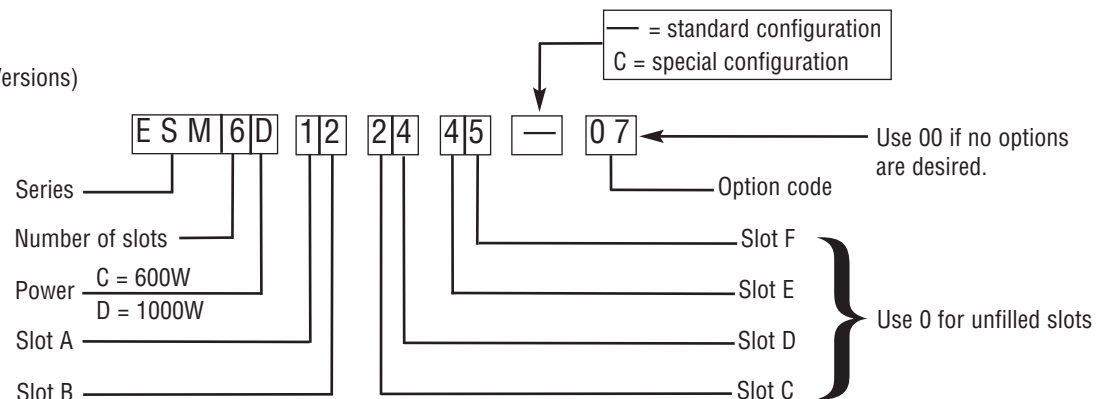 — = standard configuration
C = special configuration
ersions)
E S M 6 D 1 2 2 4 4 5 — 0 7
Use 00 if no options
are desired.
Series
Option code
Number of slots
Slot F
Power
C = 600W
D = 1000W
Slot E
Slot A
Slot D
Use 0 for unfilled slots
Slot B
Slot C